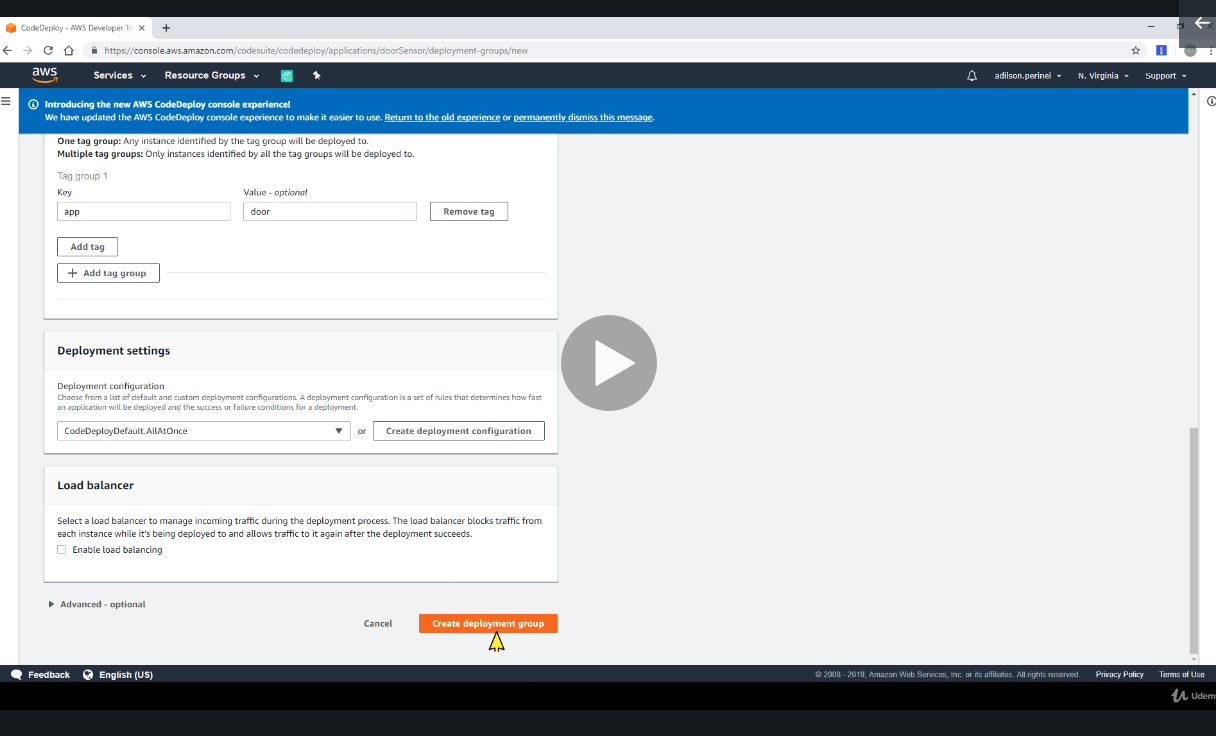 CodeDeploy - AWS Developer To
https://console.aws.amazon.com/codesuite/codedeploy/applications/doorSensor/deployment-groups/new
aws Services Resource Groups adilson.perinei N. Virginia Support
Introducing the new AWS CodeDeploy console experience!
We have updated the AWS CodeDeploy console experience to make it easier to use. Return to the old experience or permanently dismiss this message.
One tag group: Any instance identified by the tag group will be deployed to.
Multiple tag groups: Only instances identified by all the tag groups will be deployed to.
Tag group 1
Key Value - optional
app door Remove tag
Add tag
Add tag group
Deployment settings
Deployment configuration
Choose from a list of default and custom deployment configurations. A deployment configuration is a set of rules that determines how fast
an application will be deployed and the success or failure conditions for a deployment.
CodeDeployDefault.AllAtOnce or Create deployment configuration
Load balancer
Select a load balancer to manage incoming traffic during the deployment process. The load balancer blocks traffic from
each instance while it's being deployed to and allows traffic to it again after the deployment succeeds.
Enable load balancing
Advanced - optional
Cancel Create deployment group
Feedback English (US) © 2008 - 2019, Amazon Web Services, Inc. or its affiliates. All rights reserved. Privacy Policy Terms of Use
Udem